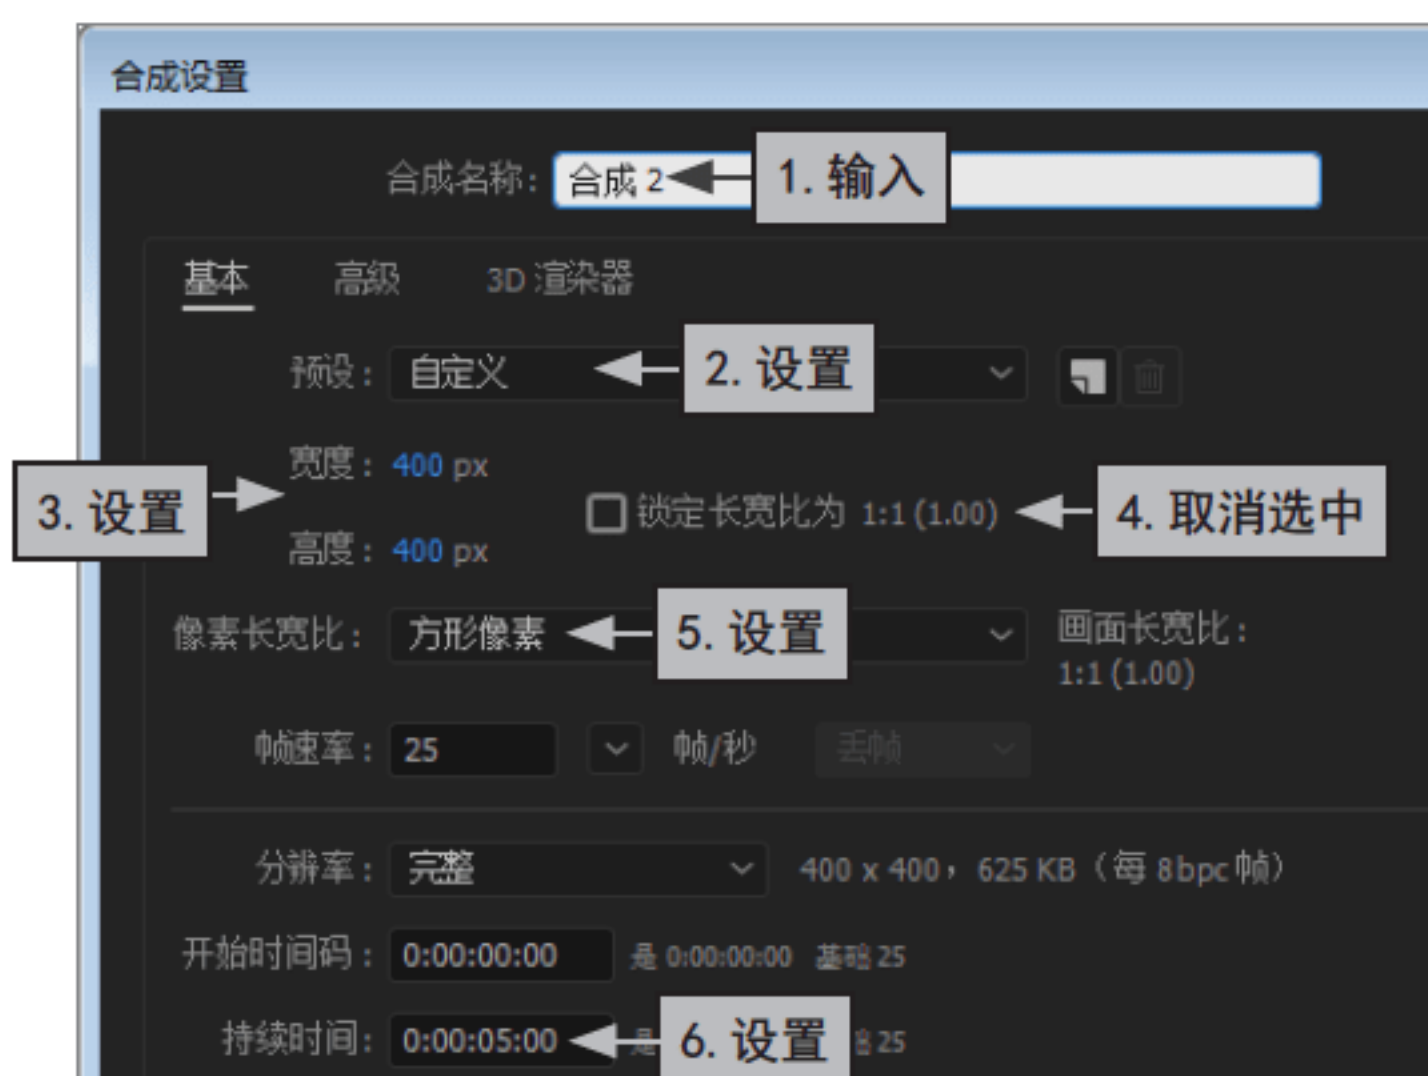 合成设置
合成名称: 合成 2 1. 输入
基本 高级 3D 渲染器
预设: 自定义 2. 设置
宽度: 400 px
3. 设置 锁定长宽比为 1:1 (1.00) 4. 取消选中
高度: 400 px
像素长宽比: 方形像素 5. 设置 画面长宽比:
1:1 (1.00)
帧速率: 25 帧/秒 丢帧
分辨率: 完整 400 x 400, 625 KB (每 8bpc 帧)
开始时间码: 0:00:00:00 是 0:00:00:00 基础 25
持续时间: 0:00:05:00 是 6. 设置 础 25